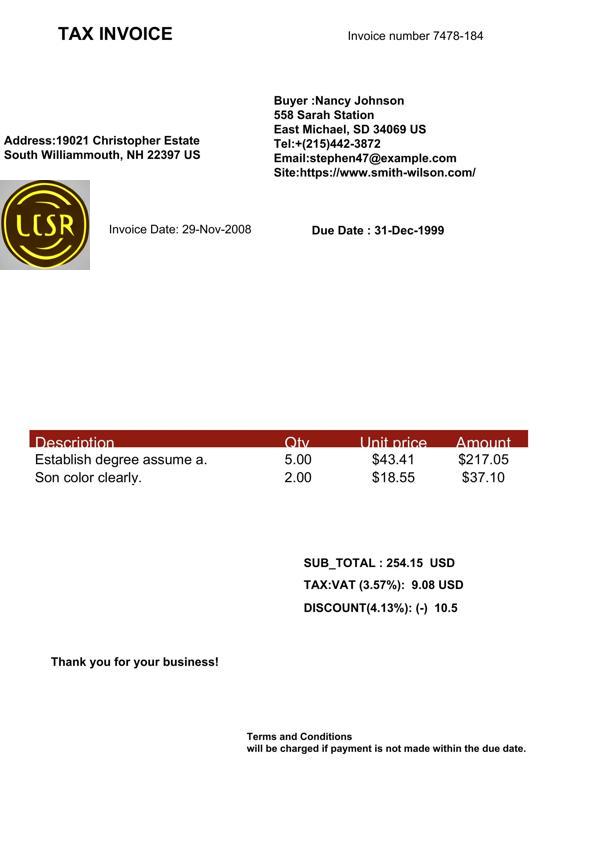 TAX INVOICE
Invoice number 7478-184
Buyer :Nancy Johnson
558 Sarah Station
East Michael, SD 34069 US
Tel:+(215)442-3872
Email:stephen47@example.com
Site:https://www.smith-wilson.com/
Address:19021 Christopher Estate
South Williammouth, NH 22397 US
LCSR
Invoice Date: 29-Nov-2008
Due Date : 31-Dec-1999
Description Qty Unit price Amount
Establish degree assume a. 5.00 $43.41 $217.05
Son color clearly. 2.00 $18.55 $37.10
SUB_TOTAL : 254.15 USD
TAX:VAT (3.57%): 9.08 USD
DISCOUNT(4.13%): (-) 10.5
Thank you for your business!
Terms and Conditions
will be charged if payment is not made within the due date.